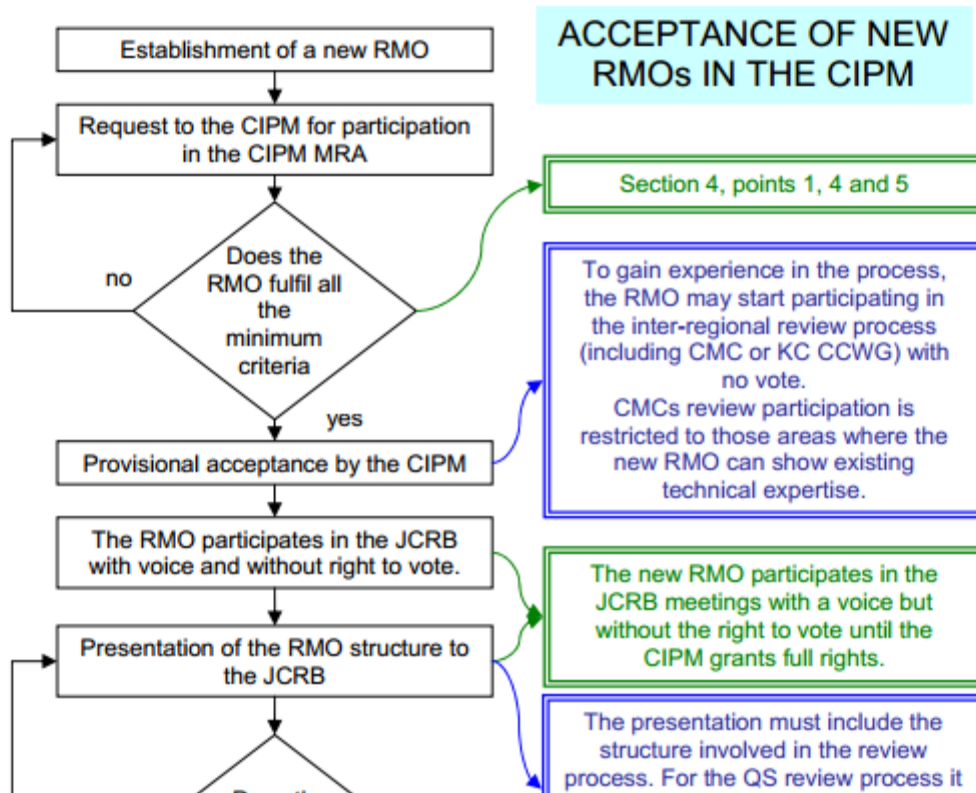 ACCEPTANCE OF NEW
RMOs IN THE CIPM
Establishment of a new RMO
Request to the CIPM for participation
in the CIPM MRA
Section 4, points 1, 4 and 5
Does the
RMO fulfil all
the
minimum
criteria
no
yes
To gain experience in the process,
the RMO may start participating in
the inter-regional review process
(including CMC or KC CCWG) with
no vote.
CMCs review participation is
restricted to those areas where the
new RMO can show existing
technical expertise.
Provisional acceptance by the CIPM
The RMO participates in the JCRB
with voice and without right to vote.
The new RMO participates in the
JCRB meetings with a voice but
without the right to vote until the
CIPM grants full rights.
Presentation of the RMO structure to
the JCRB
The presentation must include the
structure involved in the review
process. For the QS review process it